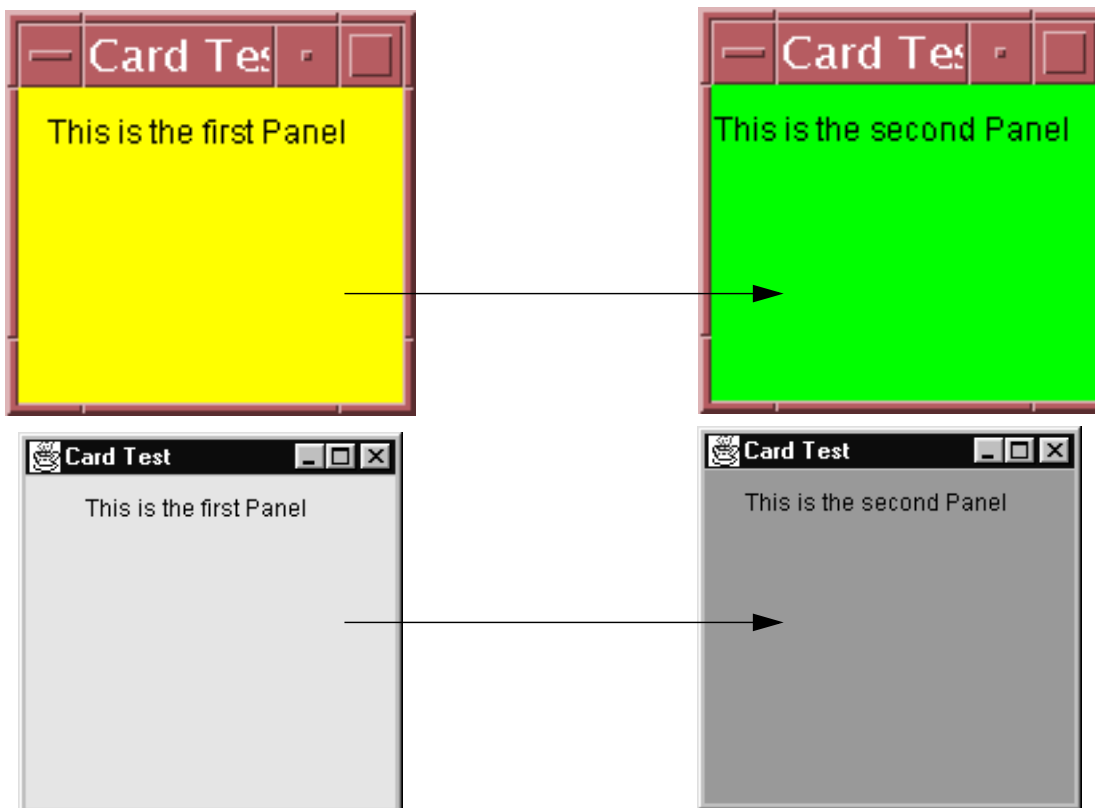 Card Tes
This is the first Panel
Card Tes
This is the second Panel
Card Test
This is the first Panel
Card Test
This is the second Panel